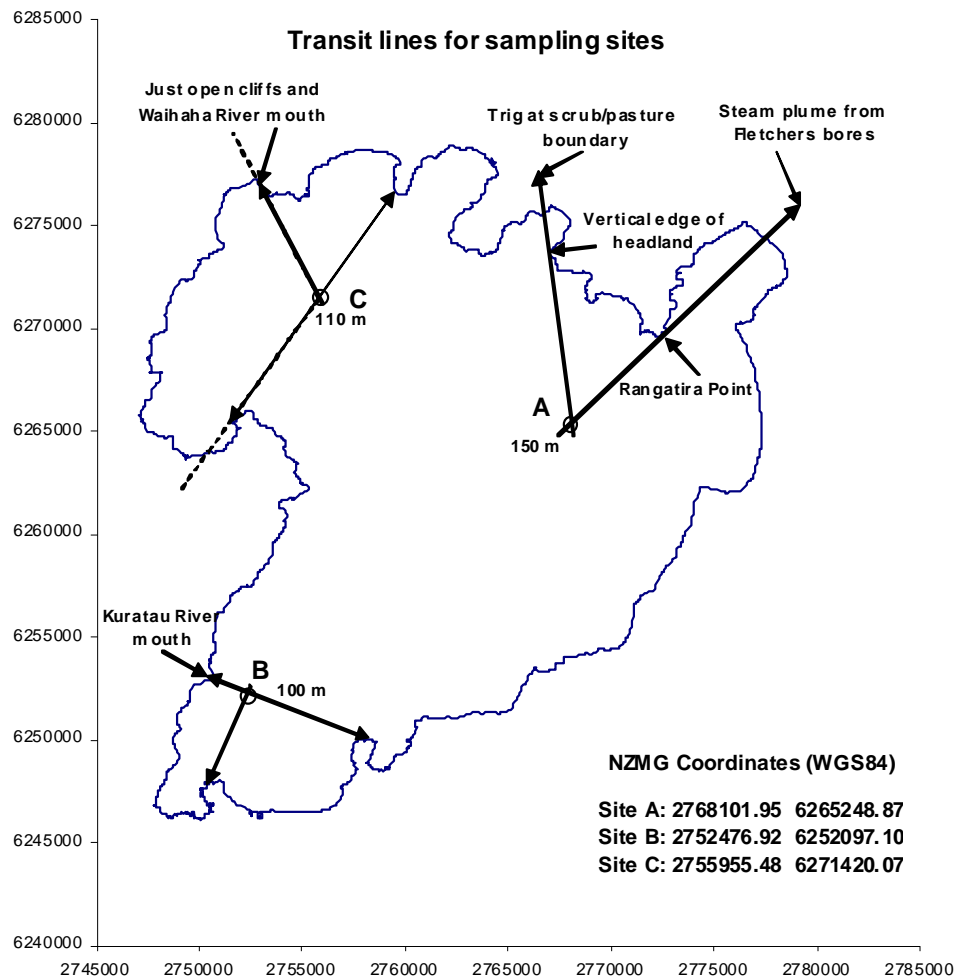 Transit lines for sampling sites
Just open cliffs and
Waihaha River mouth
Trig at scrub/pasture
boundary
Steam plume from
Fletchers bores
Vertical edge of
headland
C
110 m
Rangatira Point
A
150 m
Kuratau River
mouth
B
100 m
NZMG Coordinates (WGS84)
Site A: 2768101.95 6265248.87
Site B: 2752476.92 6252097.10
Site C: 2755955.48 6271420.07
6285000
6280000
6275000
6270000
6265000
6260000
6255000
6250000
6245000
6240000
2745000 2750000 2755000 2760000 2765000 2770000 2775000 2780000 2785000